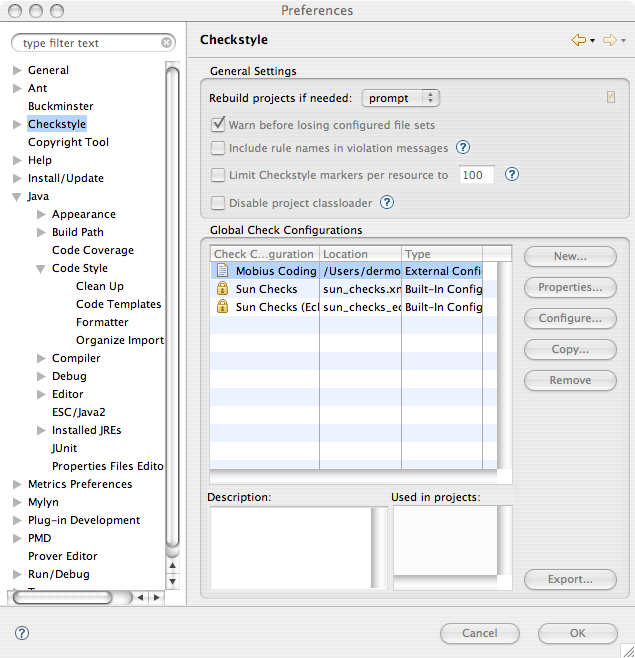 Preferences
type filter text
General
Ant
Buckminster
Checkstyle
Copyright Tool
Help
Install/Update
Java
Appearance
Build Path
Code Coverage
Code Style
Clean Up
Code Templates
Formatter
Organize Import
Compiler
Debug
Editor
ESC/Java2
Installed JREs
JUnit
Properties Files Edito
Metrics Preferences
Mylyn
Plug-in Development
PMD
Prover Editor
Run/Debug
Checkstyle
General Settings
Rebuild projects if needed: prompt
Warn before losing configured file sets
Include rule names in violation messages ?
Limit Checkstyle markers per resource to 100 ?
Disable project classloader ?
Global Check Configurations
Check C...guration Location Type
Mobius Coding /Users/dermo External Confi
Sun Checks sun_checks.xm Built-In Config
Sun Checks (Ecl sun_checks_ec Built-In Config
New...
Properties...
Configure...
Copy...
Remove
Description:
Used in projects:
Export...
?
Cancel
OK